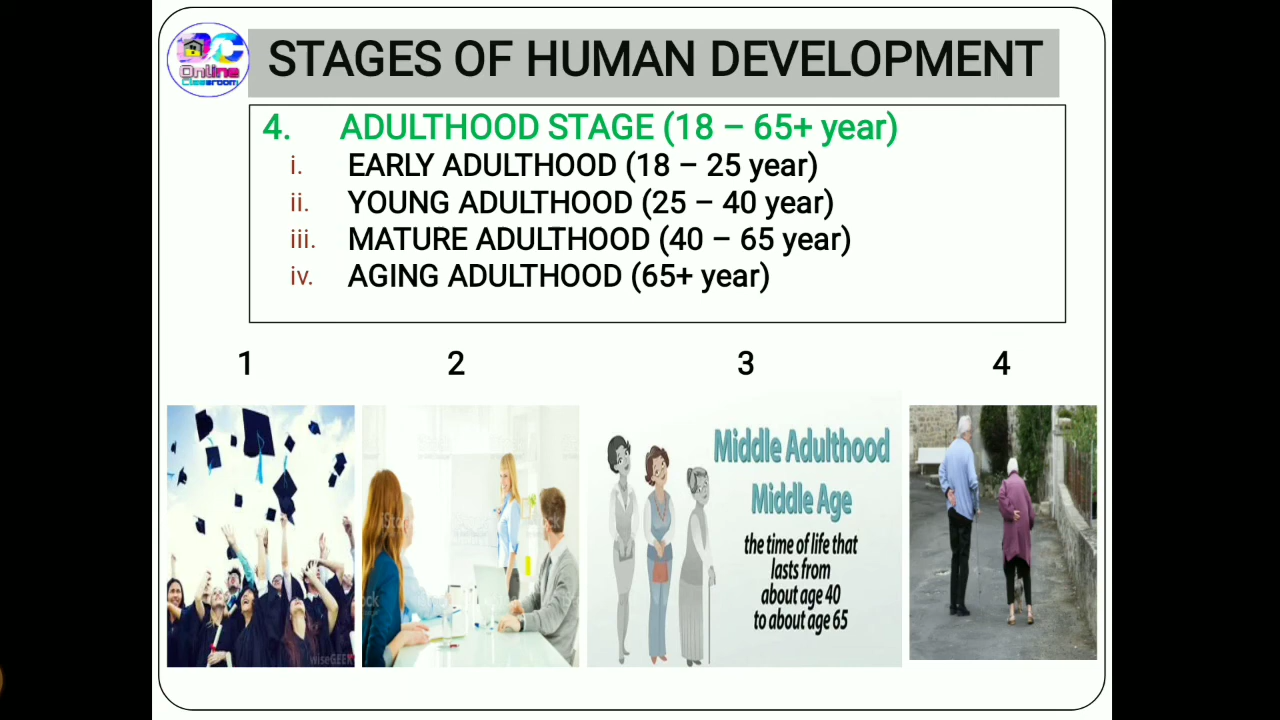 Online
Classroom
STAGES OF HUMAN DEVELOPMENT
4. ADULTHOOD STAGE (18 – 65+ year)
i. EARLY ADULTHOOD (18 – 25 year)
ii. YOUNG ADULTHOOD (25 – 40 year)
iii. MATURE ADULTHOOD (40 – 65 year)
iv. AGING ADULTHOOD (65+ year)
1 2 3 4
Middle Adulthood
Middle Age
the time of life that
lasts from
about age 40
to about age 65
wiseGEEK